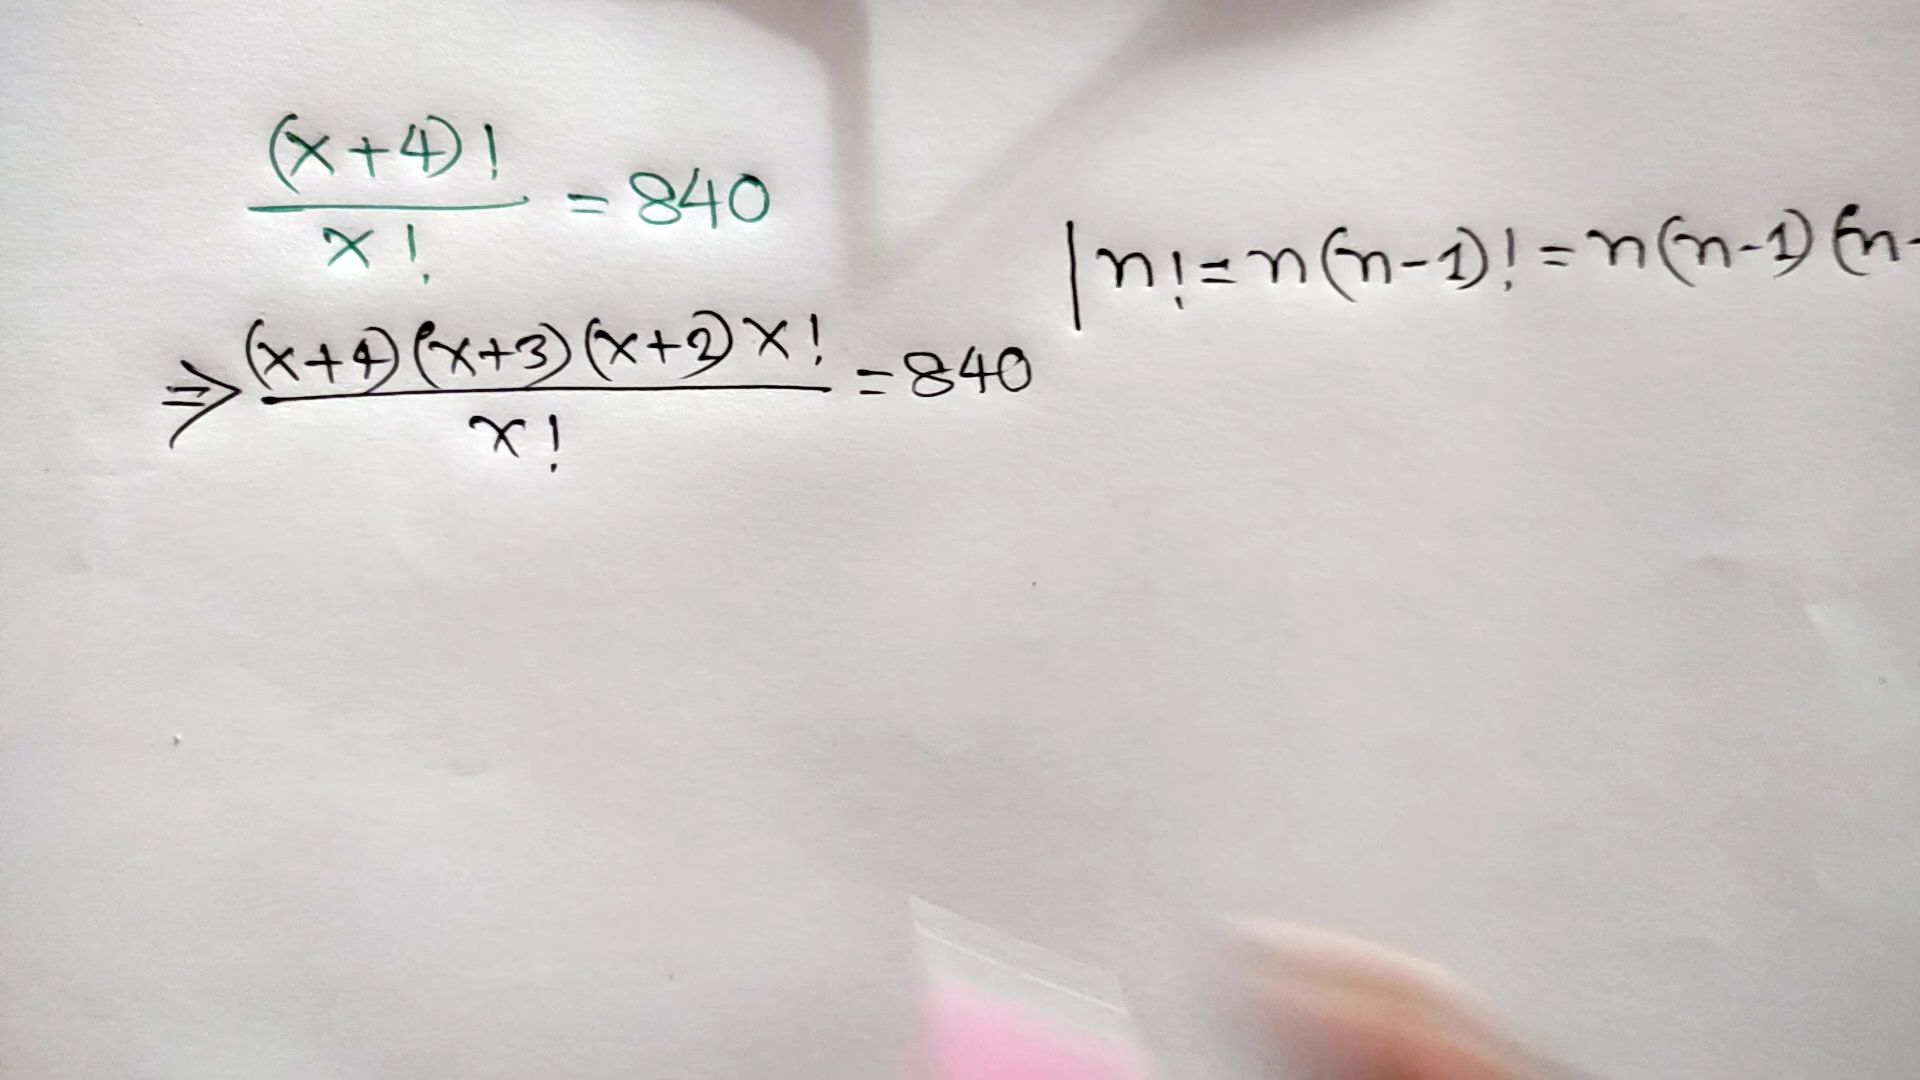 (x+4)!
= 840
x!
⇒ (x+4)(x+3)(x+2)x!
= 840
x!
| n! = n(n-1)! = n(n-1)(n-